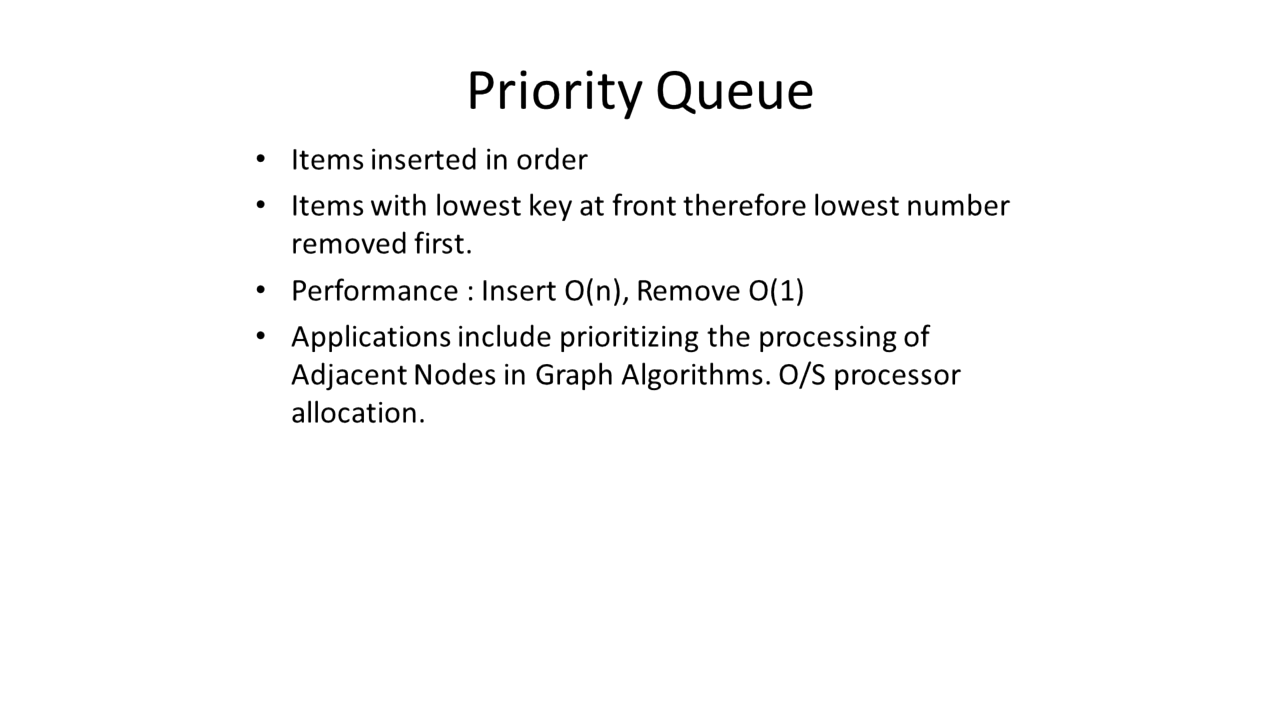 Priority Queue
• Items inserted in order
• Items with lowest key at front therefore lowest number
removed first.
• Performance : Insert O(n), Remove O(1)
• Applications include prioritizing the processing of
Adjacent Nodes in Graph Algorithms. O/S processor
allocation.